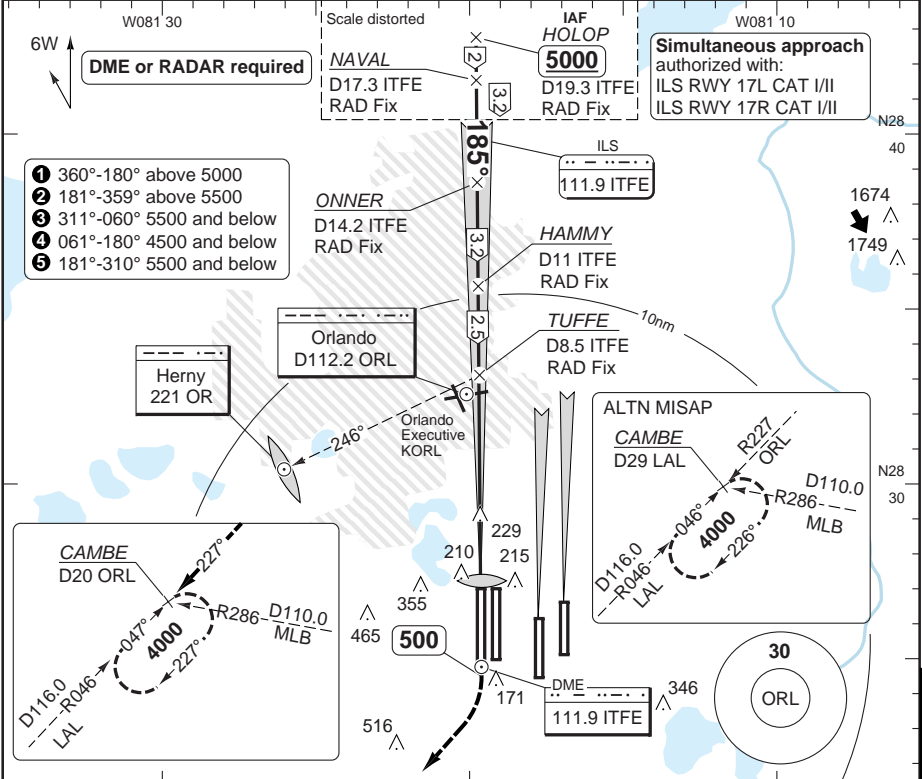 W081 30
Scale distorted
IAF
HOLOP
5000
D19.3 ITFE
RAD Fix
W081 10
6W
DME or RADAR required
NAVAL
D17.3 ITFE
RAD Fix
2
3.2
Simultaneous approach
authorized with:
ILS RWY 17L CAT I/II
ILS RWY 17R CAT I/II
N28
40
185°
ILS
111.9 ITFE
1 360°-180° above 5000
2 181°-359° above 5500
3 311°-060° 5500 and below
4 061°-180° 4500 and below
5 181°-310° 5500 and below
ONNER
D14.2 ITFE
RAD Fix
1674
1749
3.2
HAMMY
D11 ITFE
RAD Fix
2.5
10nm
Orlando
D112.2 ORL
TUFFE
D8.5 ITFE
RAD Fix
Herny
221 OR
246°
Orlando
Executive
KORL
ALTN MISAP
CAMBE
D29 LAL
R227
ORL
D110.0
R286
MLB
046°
4000
226°
D116.0
R046
LAL
N28
30
229
210
215
355
465
CAMBE
D20 ORL
227°
R286
D110.0
MLB
047°
4000
227°
D116.0
R046
LAL
500
171
DME
111.9 ITFE
346
516
30
ORL